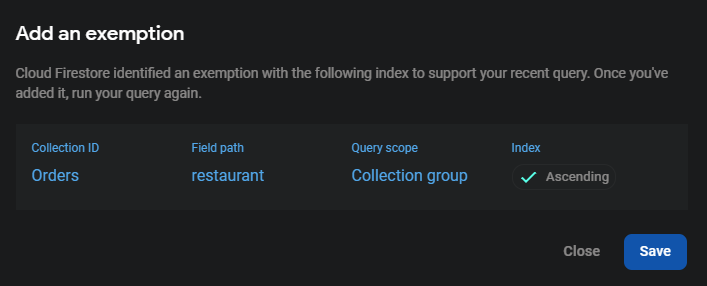 Add an exemption
Cloud Firestore identified an exemption with the following index to support your recent query. Once you've
added it, run your query again.
Collection ID Field path Query scope Index
Orders restaurant Collection group Ascending
Close Save